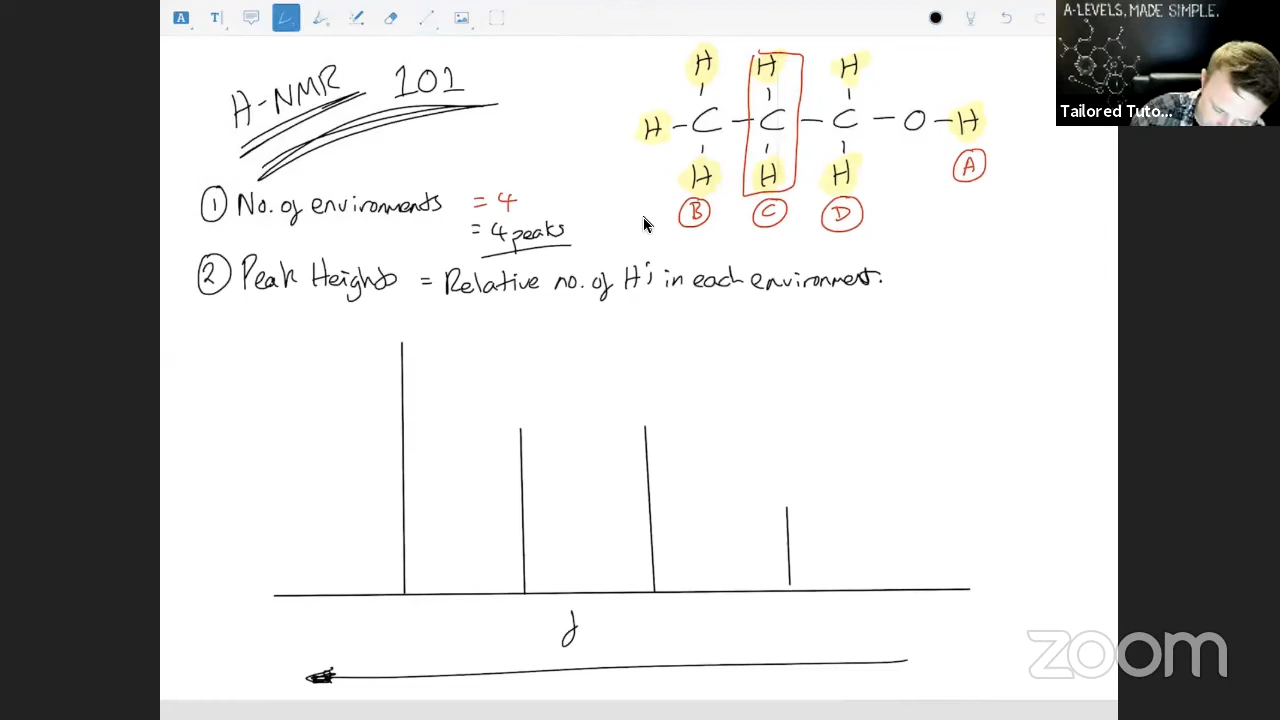 A-LEVELS, MADE SIMPLE.
Tailored Tuto...
H-NMR 101
H H H
H-C-C-C-O-H
H H H
A
B C D
① No. of environments = 4
= 4 peaks
② Peak Heights = Relative no. of H's in each environment.
δ
zoom